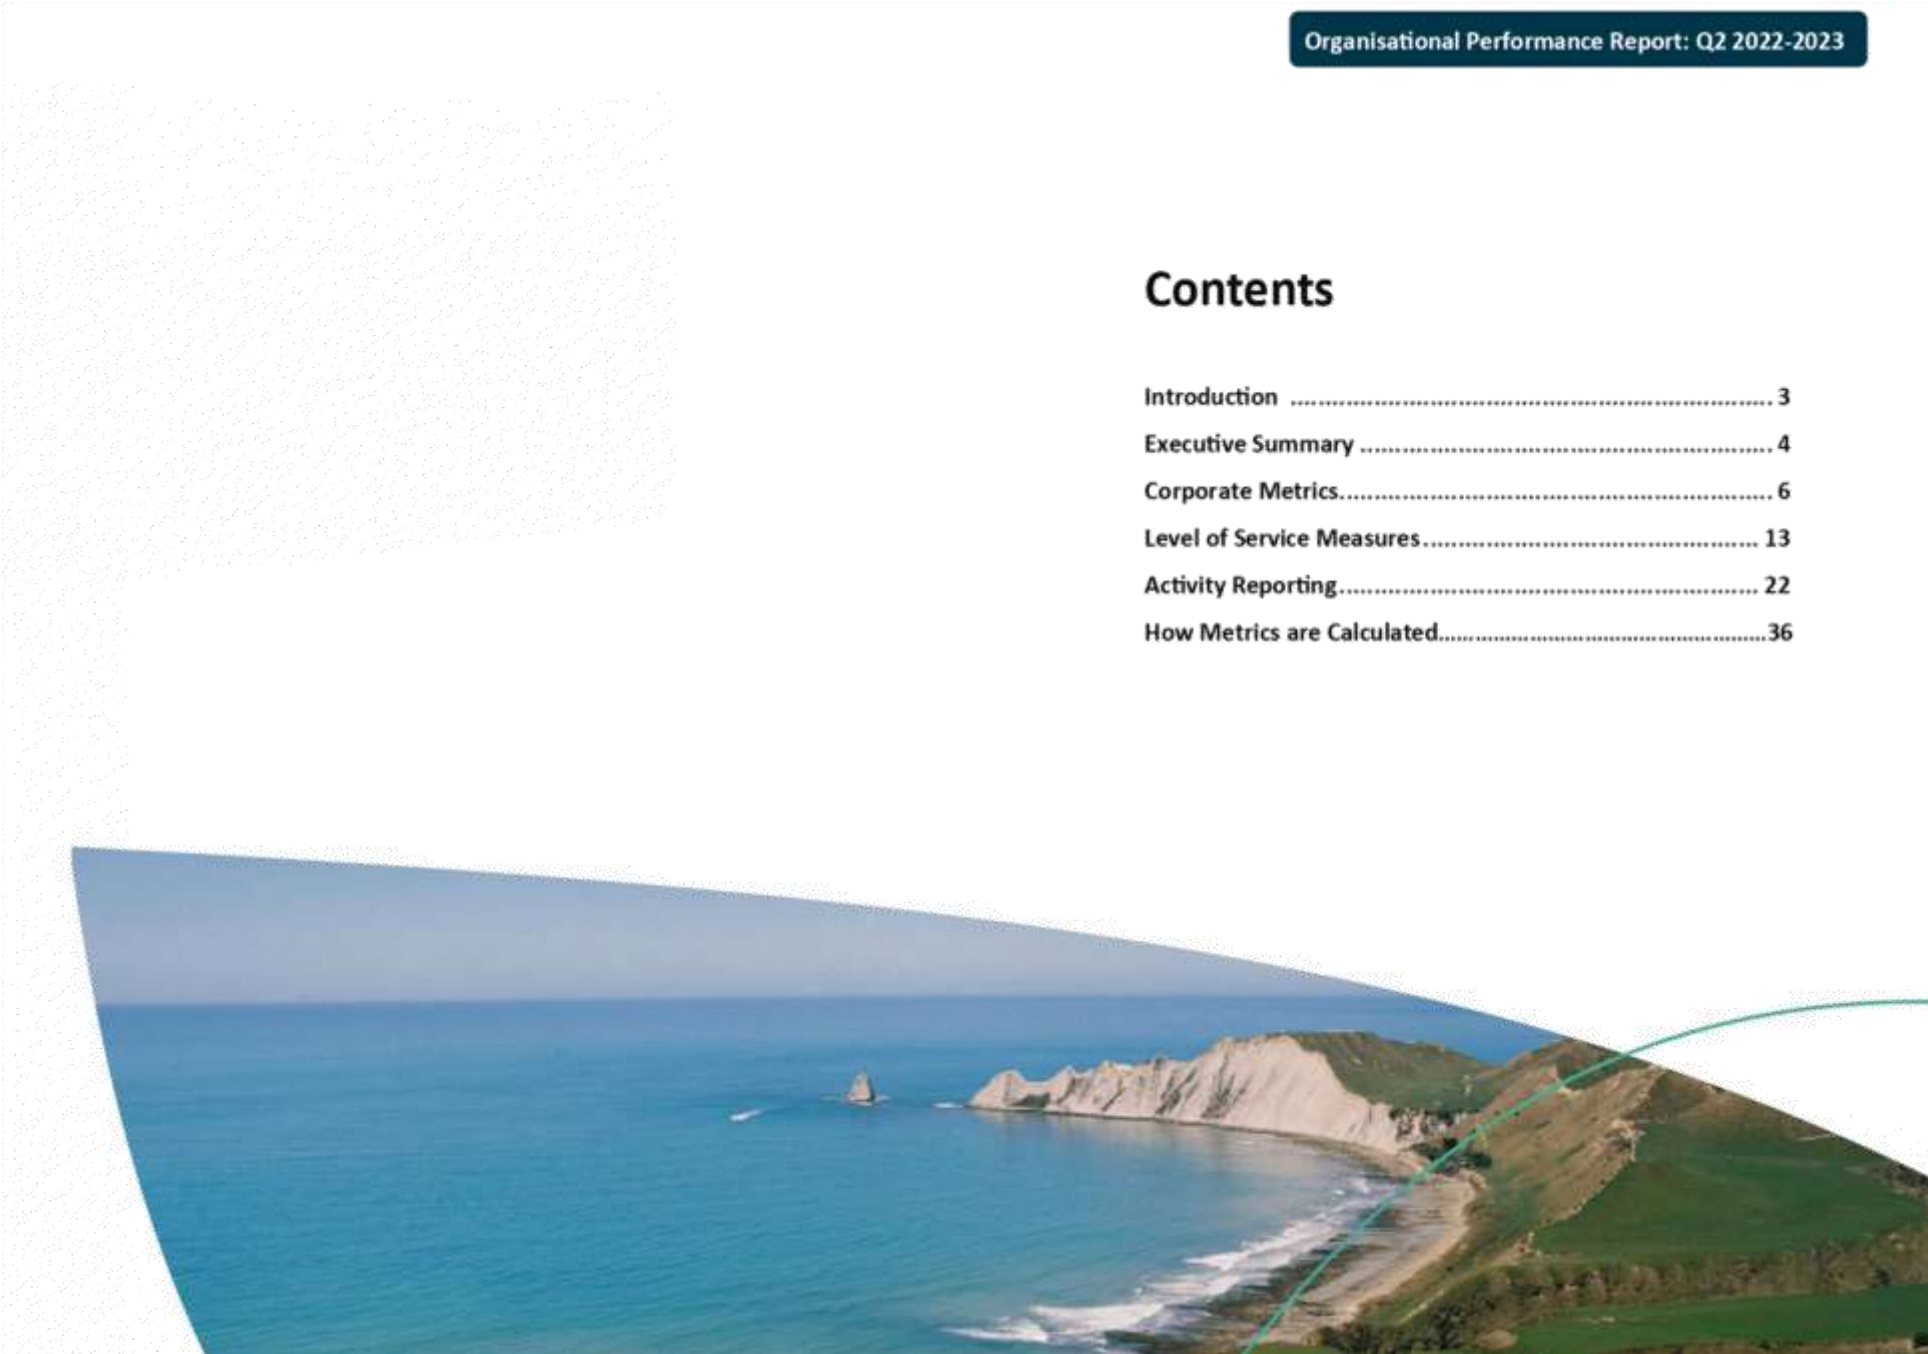 Organisational Performance Report: Q2 2022-2023
Contents
Introduction ........................................................................ 3
Executive Summary .............................................................. 4
Corporate Metrics................................................................. 6
Level of Service Measures................................................... 13
Activity Reporting............................................................... 22
How Metrics are Calculated.....................................................36